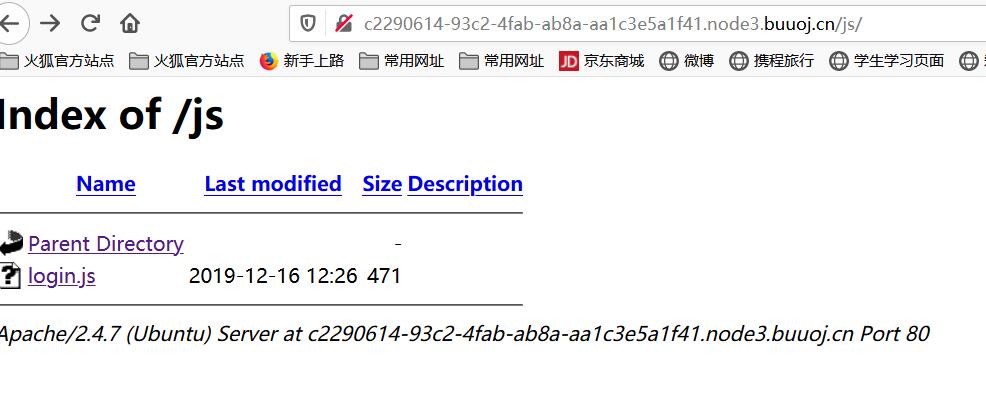 c2290614-93c2-4fab-ab8a-aa1c3e5a1f41.node3.buuoj.cn/js/
火狐官方站点 火狐官方站点 新手上路 常用网址 常用网址 JD 京东商城 微博 携程旅行 学生学习页面
Index of /js
Name Last modified Size Description
Parent Directory -
login.js 2019-12-16 12:26 471
Apache/2.4.7 (Ubuntu) Server at c2290614-93c2-4fab-ab8a-aa1c3e5a1f41.node3.buuoj.cn Port 80